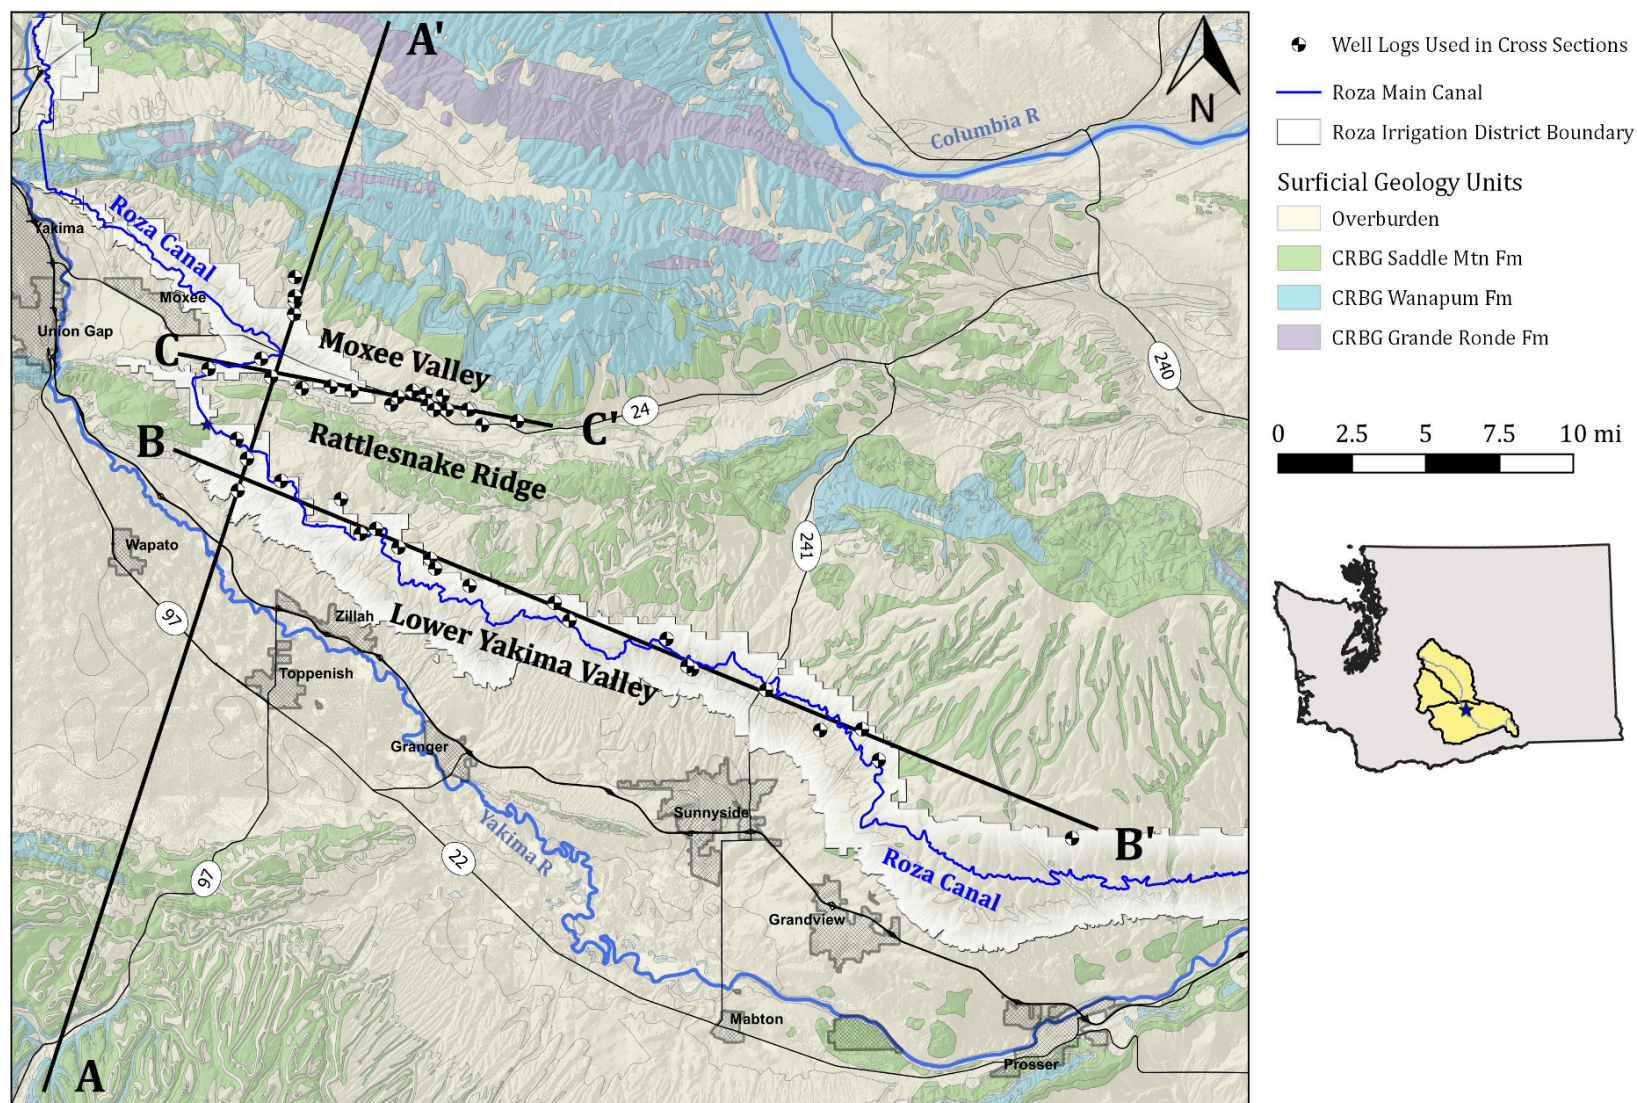 A'
N
Columbia R
Roza Canal
Yakima
Moxee
Union Gap
C
Moxee Valley
24
240
C'
B
Rattlesnake Ridge
Wapato
241
97
Zillah
Lower Yakima Valley
Toppenish
Granger
Sunnyside
Yakima R
22
97
B'
Roza Canal
Grandview
Mabton
Prosser
A
Well Logs Used in Cross Sections
Roza Main Canal
Roza Irrigation District Boundary
Surficial Geology Units
Overburden
CRBG Saddle Mtn Fm
CRBG Wanapum Fm
CRBG Grande Ronde Fm
0 2.5 5 7.5 10 mi